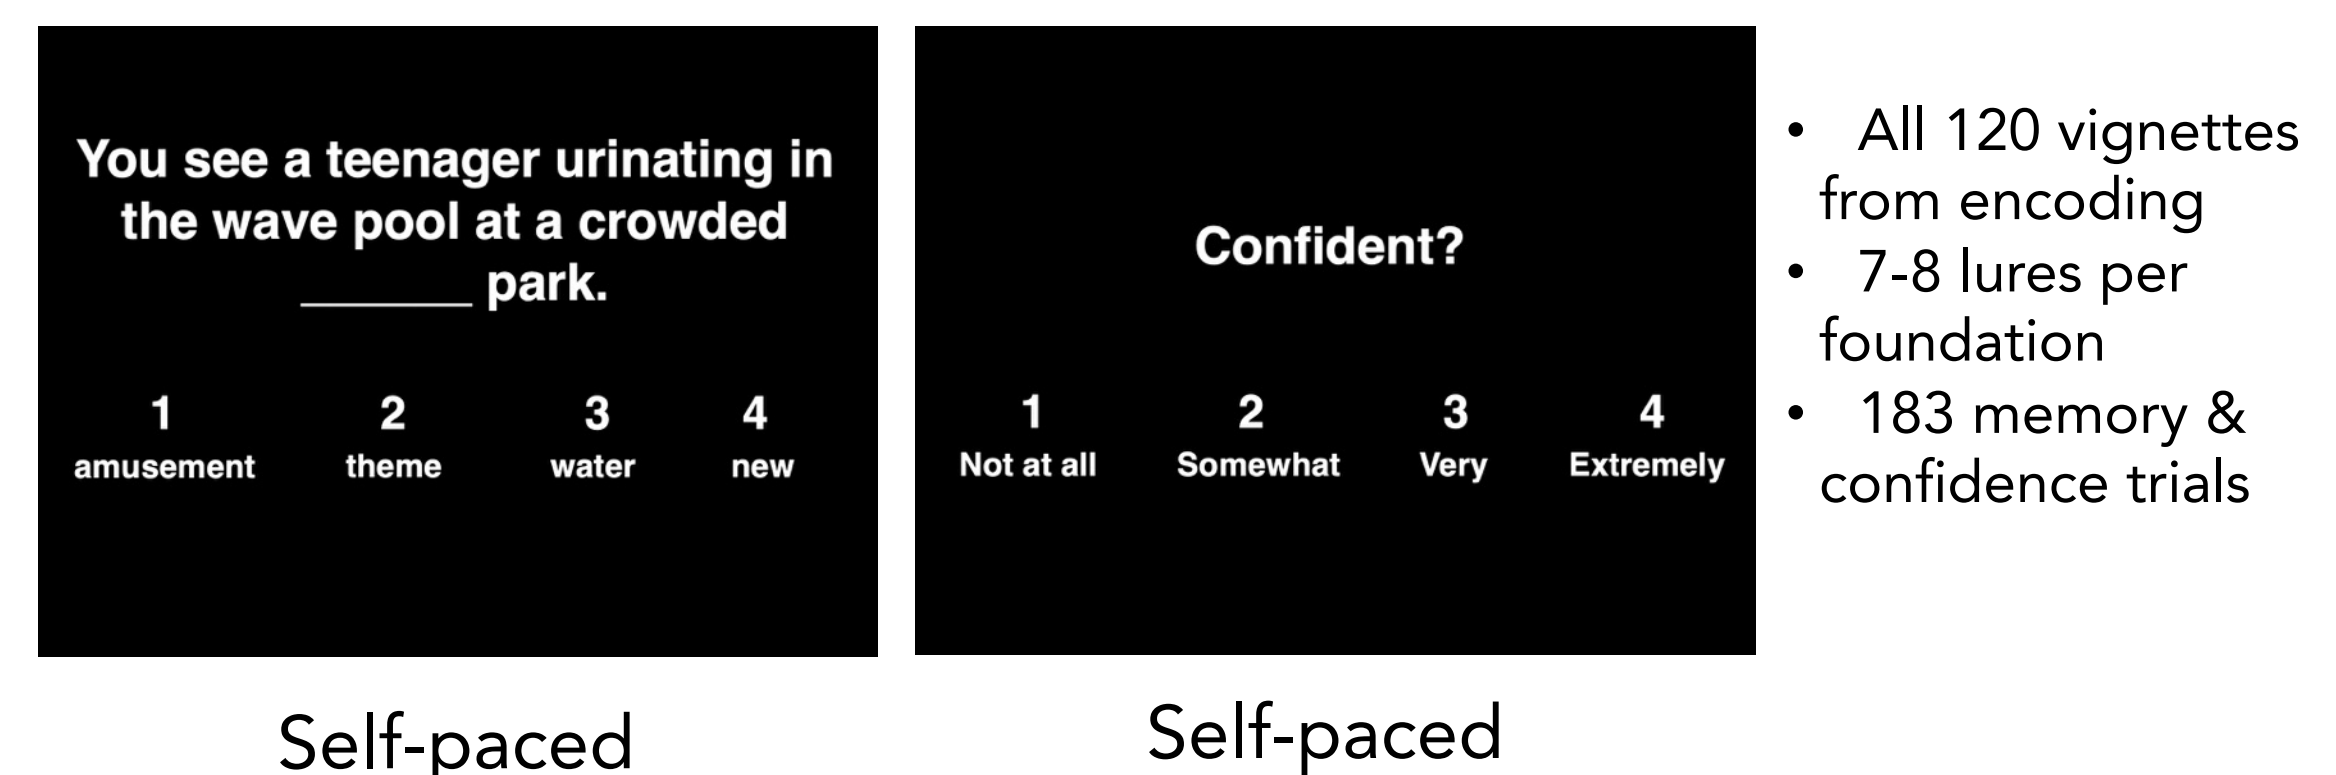 You see a teenager urinating in
the wave pool at a crowded
______ park.
1 2 3 4
amusement theme water new
Self-paced
Confident?
1 2 3 4
Not at all Somewhat Very Extremely
Self-paced
• All 120 vignettes
from encoding
• 7-8 lures per
foundation
• 183 memory &
confidence trials